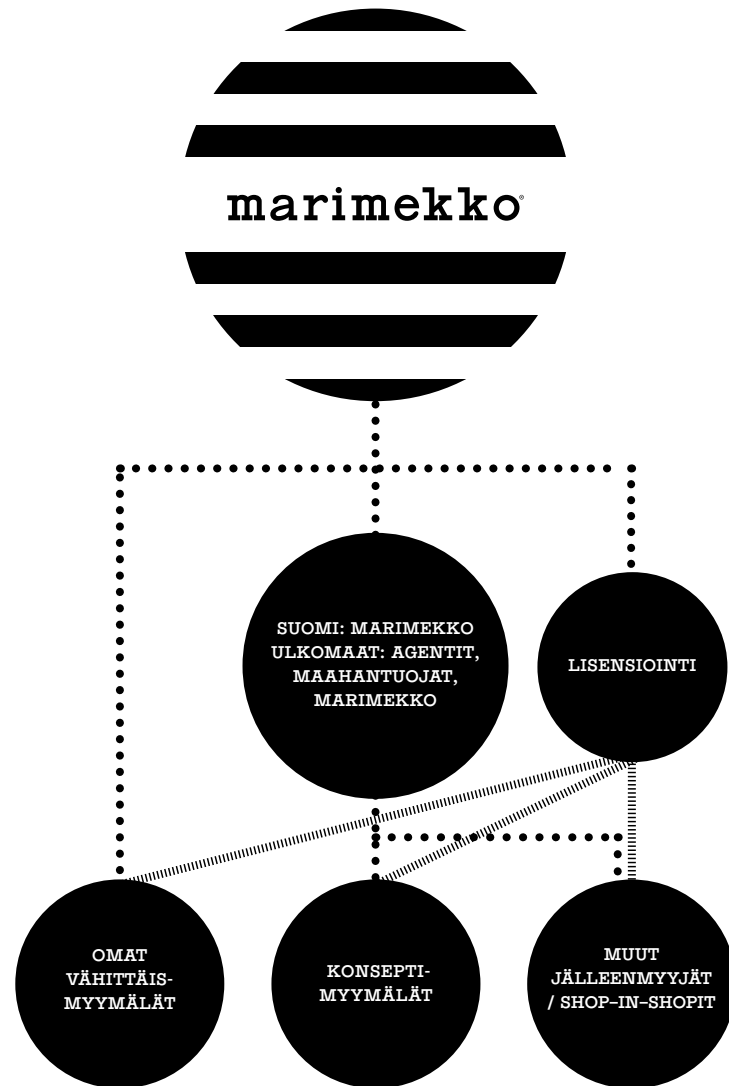 marimekko®
SUOMI: MARIMEKKO
ULKOMAAT: AGENTIT,
MAAHANTUOJAT,
MARIMEKKO
LISENSIOINTI
OMAT
VÄHITTÄIS-
MYYMÄLÄT
KONSEPTI-
MYYMÄLÄT
MUUT
JÄLLEENMYYJÄT
/ SHOP-IN-SHOPIT